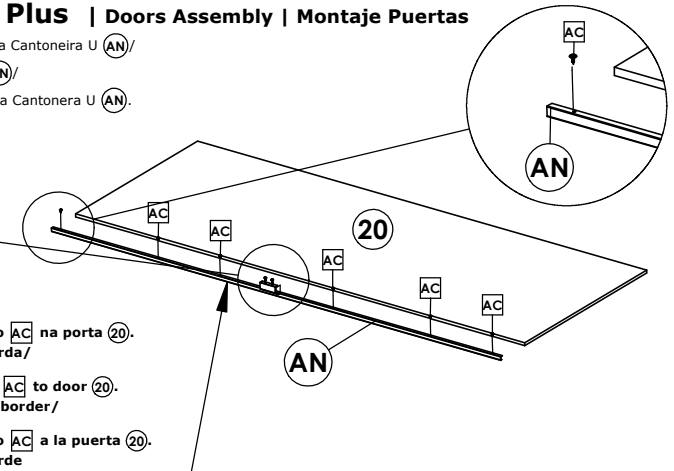 Plus | Doors Assembly | Montaje Puertas
a Cantoneira U AN/
N/
a Cantonera U AN.
AC
AN
AC
AC
20
AC
AC
AC
AN
o AC na porta 20.
rda/
AC to door 20.
border/
o AC a la puerta 20.
rde